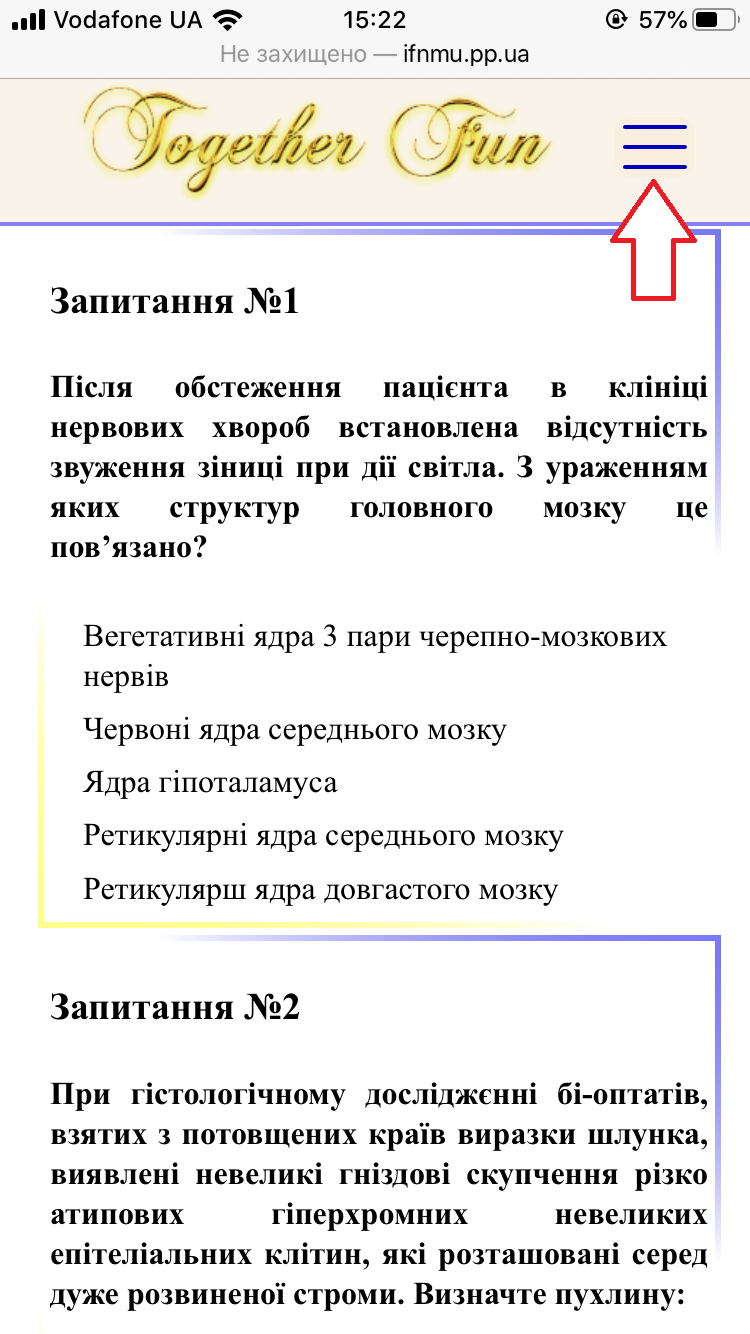 Vodafone UA 15:22 57%
Не захищено — ifnmu.pp.ua
Together Fun
Запитання №1
Після обстеження пацієнта в клініці
нервових хвороб встановлена відсутність
звуження зіниці при дії світла. З ураженням
яких структур головного мозку це
пов’язано?
Вегетативні ядра 3 пари черепно-мозкових
нервів
Червоні ядра середнього мозку
Ядра гіпоталамуса
Ретикулярні ядра середнього мозку
Ретикулярш ядра довгастого мозку
Запитання №2
При гістологічному досліджєнні бі-оптатів,
взятих з потовщених країв виразки шлунка,
виявлені невеликі гніздові скупчення різко
атипових гіперхромних невеликих
епітеліальних клітин, які розташовані серед
дуже розвиненої строми. Визначте пухлину: